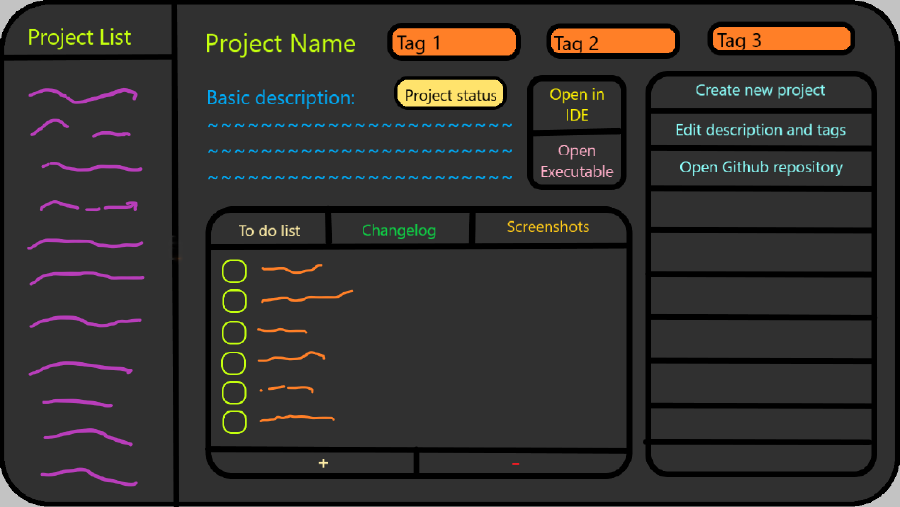 Project List
Project Name
Tag 1
Tag 2
Tag 3
Basic description:
Project status
Open in
IDE
Open
Executable
Create new project
Edit description and tags
Open Github repository
To do list
Changelog
Screenshots
+
-